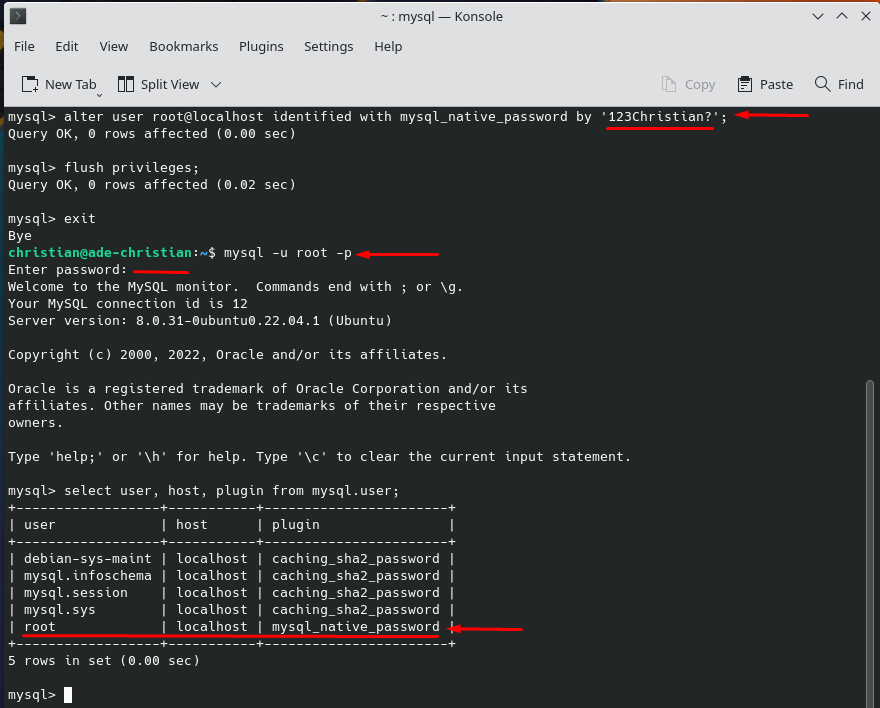 ~ : mysql — Konsole
File Edit View Bookmarks Plugins Settings Help
New Tab Split View Copy Paste Find
mysql> alter user root@localhost identified with mysql_native_password by '123Christian?';
Query OK, 0 rows affected (0.00 sec)
mysql> flush privileges;
Query OK, 0 rows affected (0.02 sec)
mysql> exit
Bye
christian@ade-christian:~$ mysql -u root -p
Enter password:
Welcome to the MySQL monitor.  Commands end with ; or \g.
Your MySQL connection id is 12
Server version: 8.0.31-0ubuntu0.22.04.1 (Ubuntu)
Copyright (c) 2000, 2022, Oracle and/or its affiliates.
Oracle is a registered trademark of Oracle Corporation and/or its
affiliates. Other names may be trademarks of their respective
owners.
Type 'help;' or '\h' for help. Type '\c' to clear the current input statement.
mysql> select user, host, plugin from mysql.user;
+------------------+-----------+-----------------------+
| user             | host      | plugin                |
+------------------+-----------+-----------------------+
| debian-sys-maint | localhost | caching_sha2_password |
| mysql.infoschema | localhost | caching_sha2_password |
| mysql.session    | localhost | caching_sha2_password |
| mysql.sys        | localhost | caching_sha2_password |
| root             | localhost | mysql_native_password |
+------------------+-----------+-----------------------+
5 rows in set (0.00 sec)
mysql>